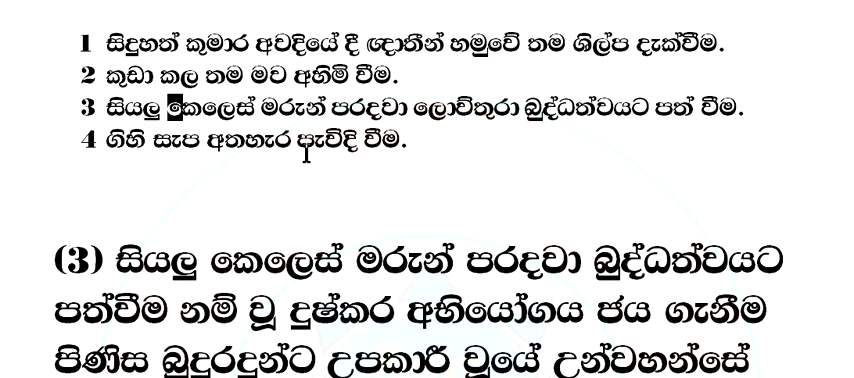 1 සිදුහත් කුමාර අවදියේ දී ඥාතීන් හමුවේ තම ශිල්ප දැක්වීම.
2 කුඩා කල තම මව අහිමි වීම.
3 සියලු කෙලෙස් මරුන් පරදවා ලොව්තුරා බුද්ධත්වයට පත් වීම.
4 ගිහි සැප අතහැර පැවිදි වීම.
(3) සියලු කෙලෙස් මරුන් පරදවා බුද්ධත්වයට
පත්වීම නම් වූ දුෂ්කර අභියෝගය ජය ගැනීම
පිණිස බුදුරදුන්ට උපකාරී වූයේ උන්වහන්සේ